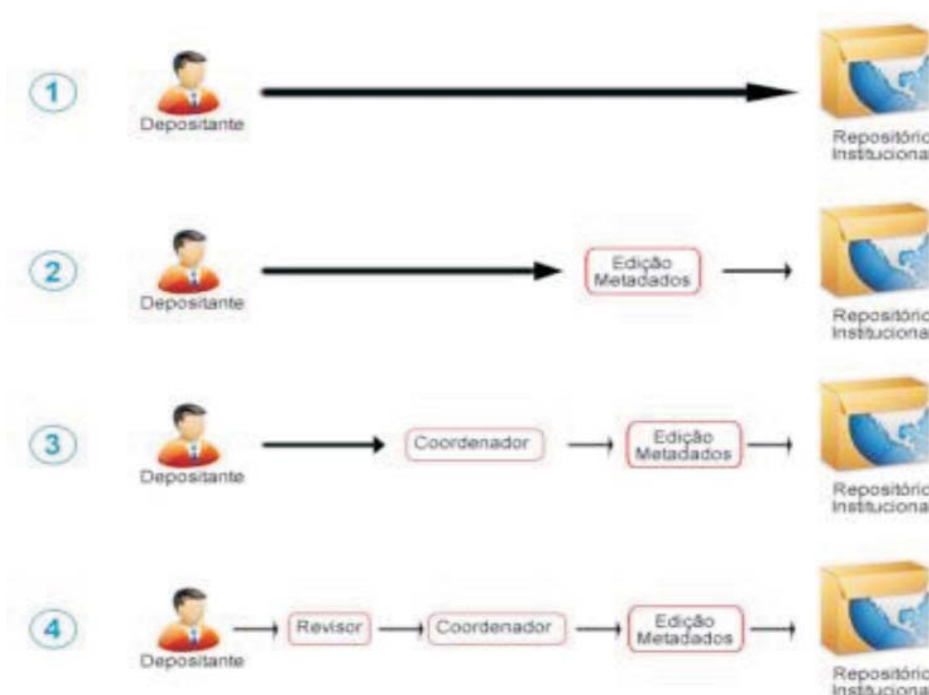 1
Depositante
Repositório
Instituciona
2
Depositante
Edição
Metadados
Repositório
Instituciona
3
Depositante
Coordenador
Edição
Metadados
Repositório
Instituciona
4
Depositante
Revisor
Coordenador
Edição
Metadados
Repositório
Instituciona